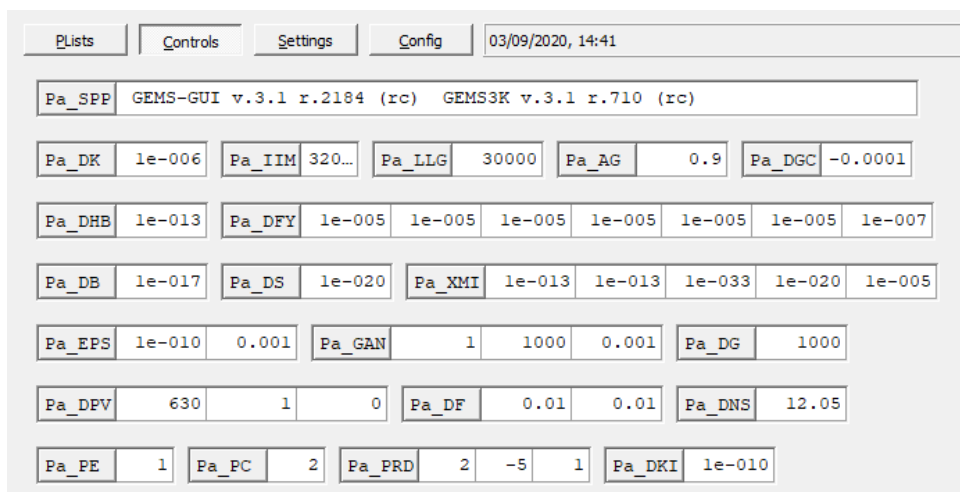 PLists Controls Settings Config 03/09/2020, 14:41
Pa_SPP GEMS-GUI v.3.1 r.2184 (rc) GEMS3K v.3.1 r.710 (rc)
Pa_DK 1e-006 Pa_IIM 320… Pa_LLG 30000 Pa_AG 0.9 Pa_DGC -0.0001
Pa_DHB 1e-013 Pa_DFY 1e-005 1e-005 1e-005 1e-005 1e-005 1e-005 1e-007
Pa_DB 1e-017 Pa_DS 1e-020 Pa_XMI 1e-013 1e-013 1e-033 1e-020 1e-005
Pa_EPS 1e-010 0.001 Pa_GAN 1 1000 0.001 Pa_DG 1000
Pa_DPV 630 1 0 Pa_DF 0.01 0.01 Pa_DNS 12.05
Pa_PE 1 Pa_PC 2 Pa_PRD 2 -5 1 Pa_DKI 1e-010